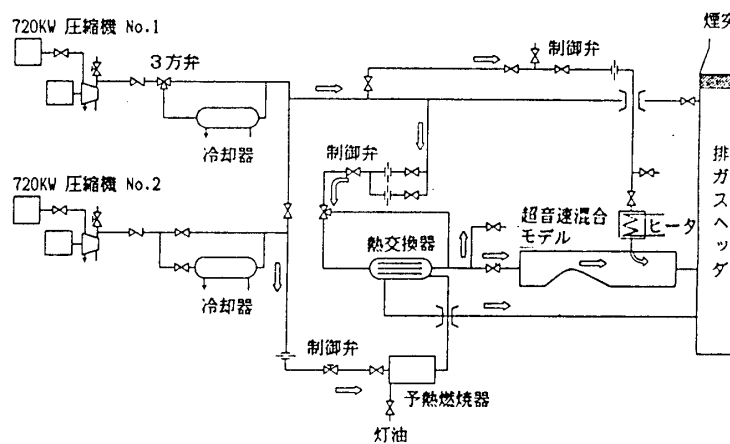 720KW 圧縮機 No.1
3方弁
冷却器
制御弁
煙突
制御弁
排ガスヘッダ
720KW 圧縮機 No.2
冷却器
熱交換器
超音速混合
モデル
ヒータ
制御弁
予熱燃焼器
灯油